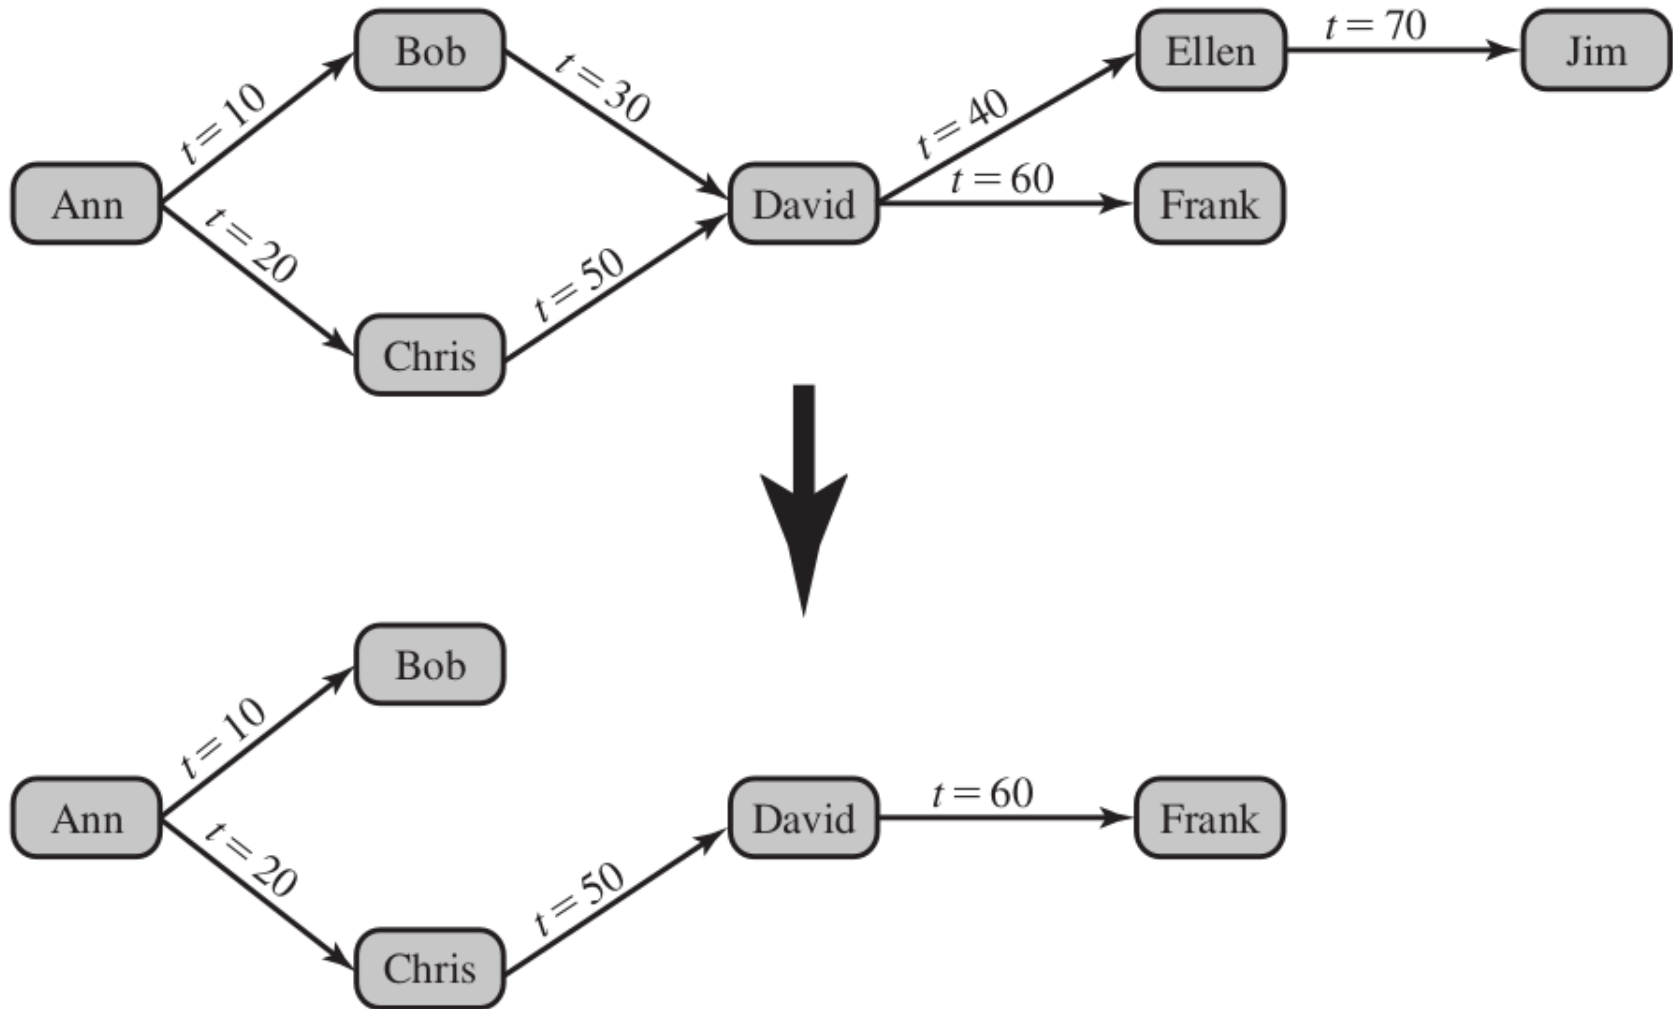 Bob
Ellen
t = 70
Jim
t = 10
t = 30
t = 40
Ann
David
t = 60
Frank
t = 20
t = 50
Chris
Bob
t = 10
Ann
David
t = 60
Frank
t = 20
t = 50
Chris